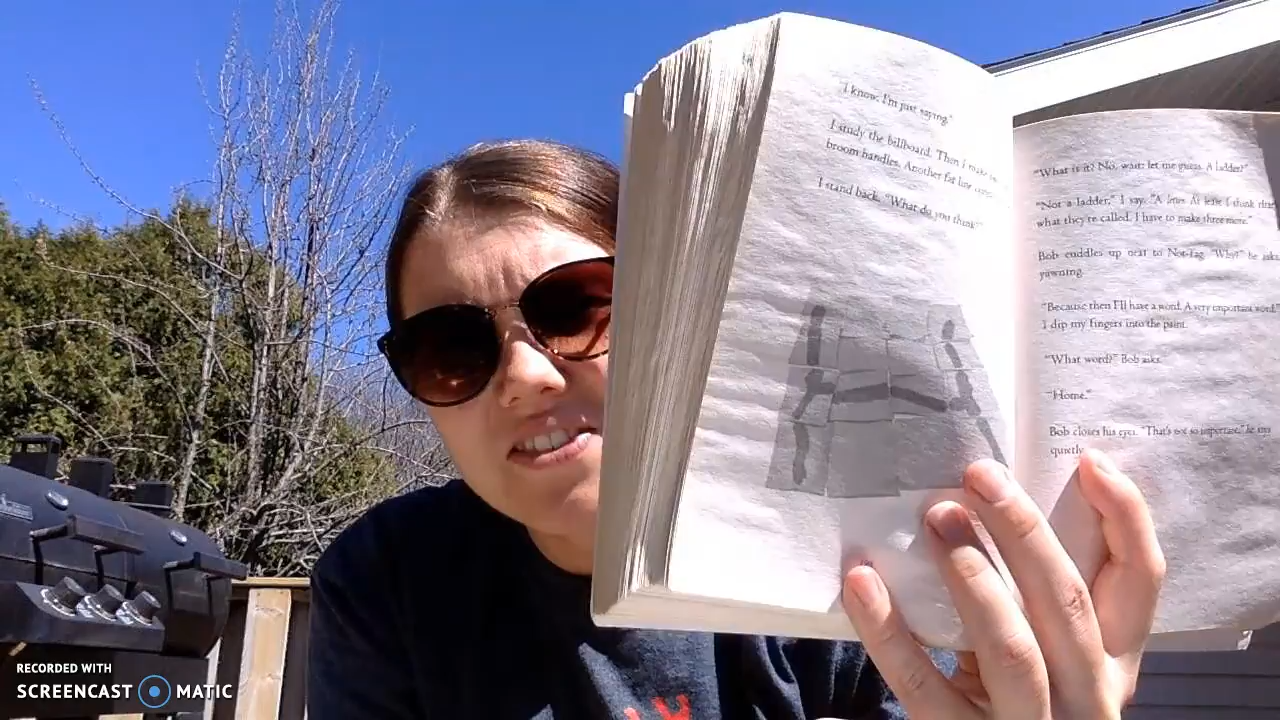 "I know, I'm just saying."
I study the billboard. Then I make
broom handles. Another fat line
I stand back. "What do you think?"
"What is it? No, wait: let me guess. A ladder?"
"Not a ladder," I say. "A letter. At least I think that's
what they're called. I have to make three more."
Bob cuddles up next to Not-Tag. "Why?" he asks,
yawning.
"Because then I'll have a word. A very important word."
I dip my fingers into the paint.
"What word?" Bob asks.
"Home."
Bob closes his eyes. "That's not so important," he says
quietly.
RECORDED WITH
SCREENCAST MATIC